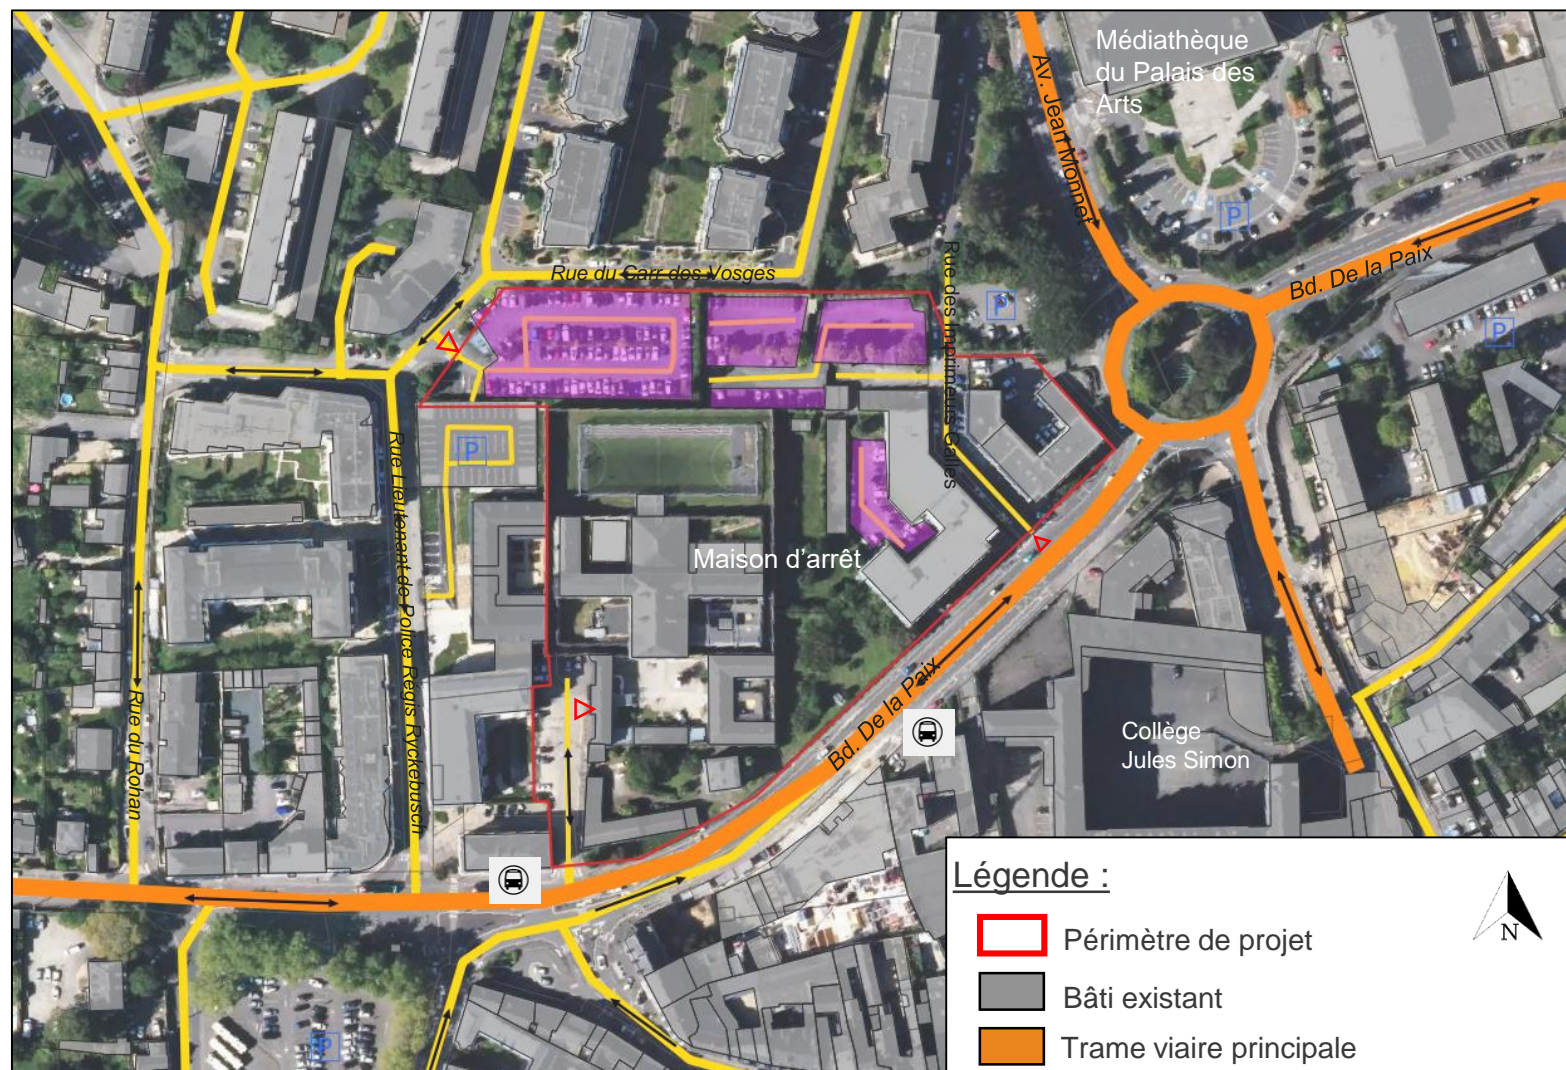 Médiathèque
du Palais des
Arts
Av. Jean Monnet
P
Bd. De la Paix
P
P
Rue du Carr des Vosges
Rue des Imprimeurs Galles
P
Rue Lieutenant de Police Régis Ryckebusch
Maison d'arrêt
Rue du Rohan
Bd. De la Paix
Collège
Jules Simon
P
Légende :
Périmètre de projet
Bâti existant
Trame viaire principale
N